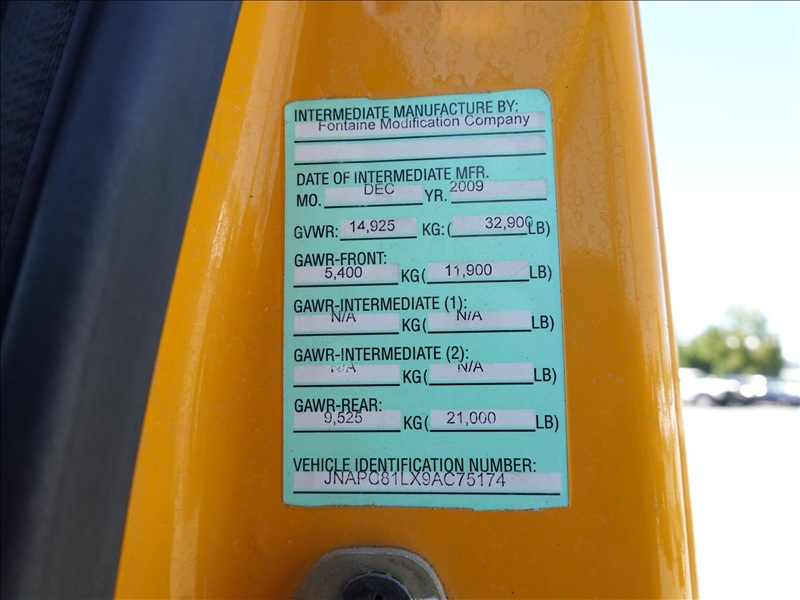 INTERMEDIATE MANUFACTURE BY:
Fontaine Modification Company
DATE OF INTERMEDIATE MFR.
MO. DEC YR. 2009
GVWR: 14,925 KG:( 32,900 LB)
GAWR-FRONT:
5,400 KG( 11,900 LB)
GAWR-INTERMEDIATE (1):
N/A KG( N/A LB)
GAWR-INTERMEDIATE (2):
N/A KG( N/A LB)
GAWR-REAR:
9,525 KG( 21,000 LB)
VEHICLE IDENTIFICATION NUMBER:
JNAPC81LX9AC75174